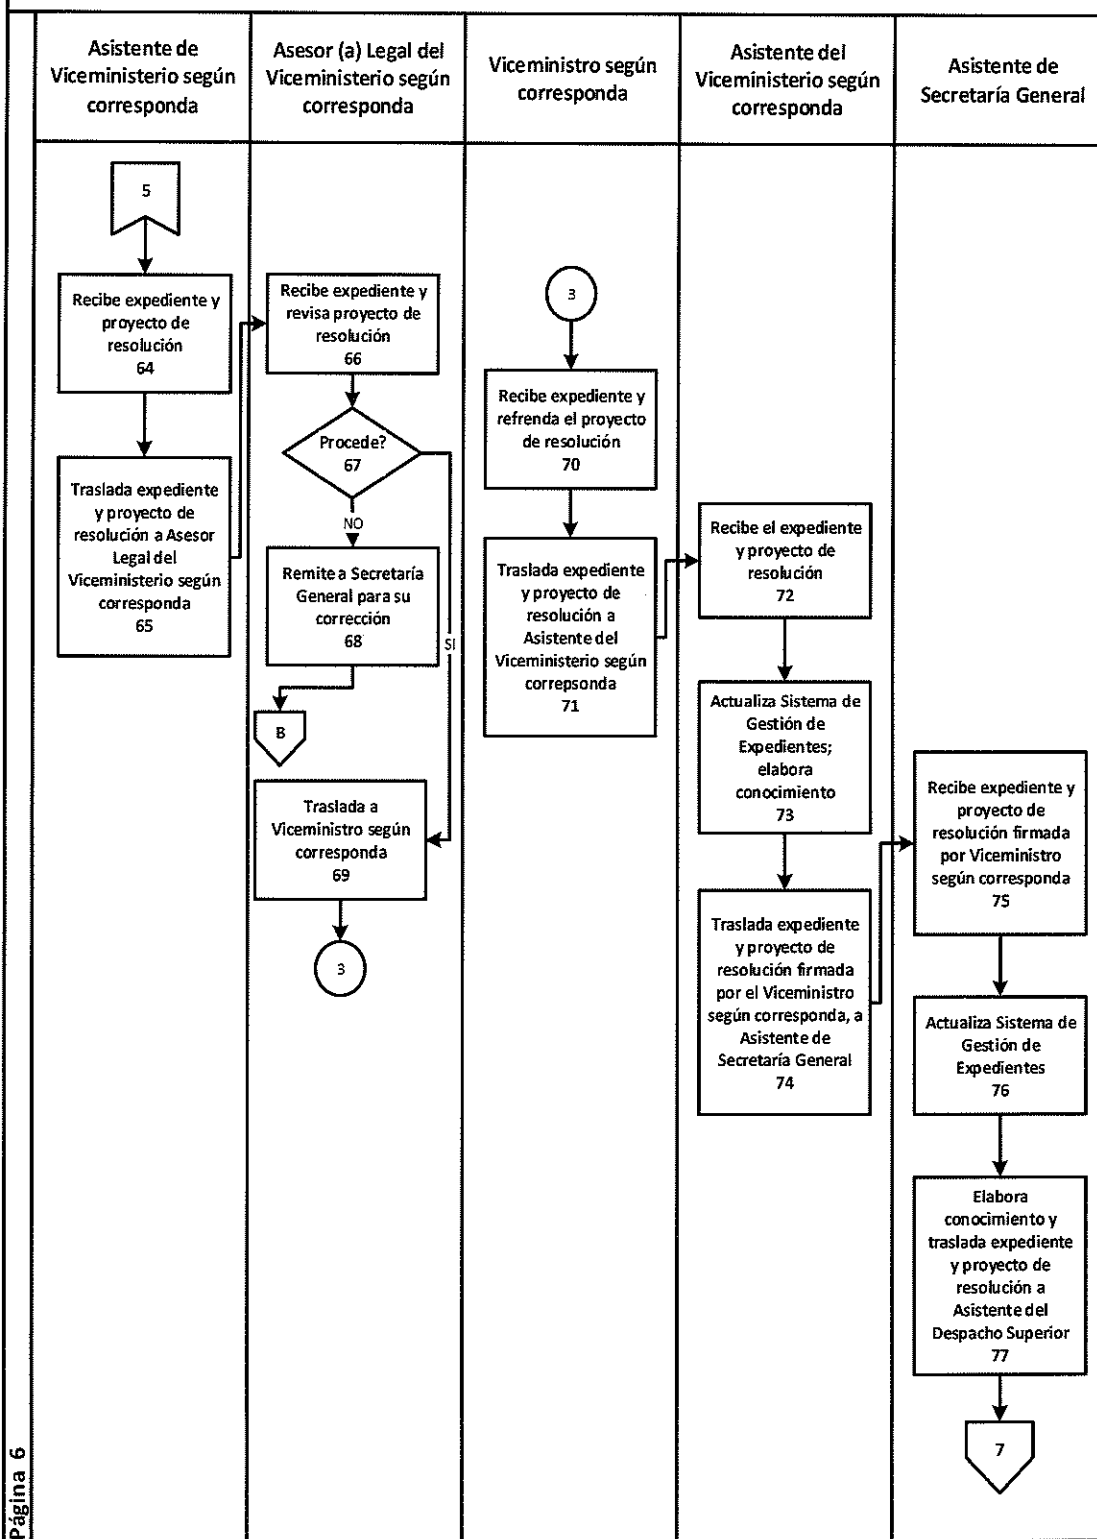 Asistente de
Viceministerio según
corresponda
Asesor (a) Legal del
Viceministerio según
corresponda
Viceministro según
corresponda
Asistente del
Viceministerio según
corresponda
Asistente de
Secretaría General
5
Recibe expediente y
proyecto de
resolución
64
Traslada expediente
y proyecto de
resolución a Asesor
Legal del
Viceministerio según
corresponda
65
Recibe expediente y
revisa proyecto de
resolución
66
Procede?
67
NO
SI
Remite a Secretaría
General para su
corrección
68
B
Traslada a
Viceministro según
corresponda
69
3
3
Recibe expediente y
refrenda el proyecto
de resolución
70
Traslada expediente
y proyecto de
resolución a
Asistente del
Viceministerio según
correpsonda
71
Recibe el expediente
y proyecto de
resolución
72
Actualiza Sistema de
Gestión de
Expedientes;
elabora
conocimiento
73
Traslada expediente
y proyecto de
resolución firmada
por el Viceministro
según corresponda, a
Asistente de
Secretaría General
74
Recibe expediente y
proyecto de
resolución firmada
por Viceministro
según corresponda
75
Actualiza Sistema de
Gestión de
Expedientes
76
Elabora
conocimiento y
traslada expediente
y proyecto de
resolución a
Asistente del
Despacho Superior
77
7
Página 6